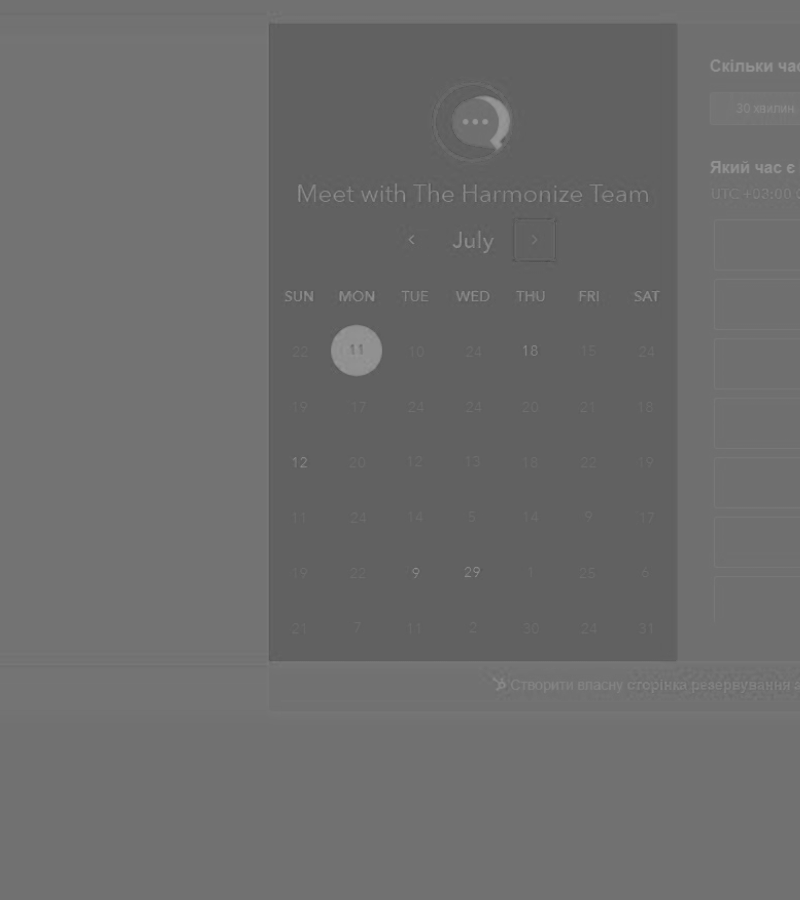 Meet with The Harmonize Team
July
SUN MON TUE WED THU FRI SAT
22 11 10 24 18 15 24
19 17 24 24 20 21 18
12 20 12 13 18 22 19
11 24 14 5 14 9 17
19 22 9 29 1 25 6
21 7 11 2 30 24 31
Скільки час
30 хвилин
Який час є
UTC +03:00
Створити власну сторінка резервування з